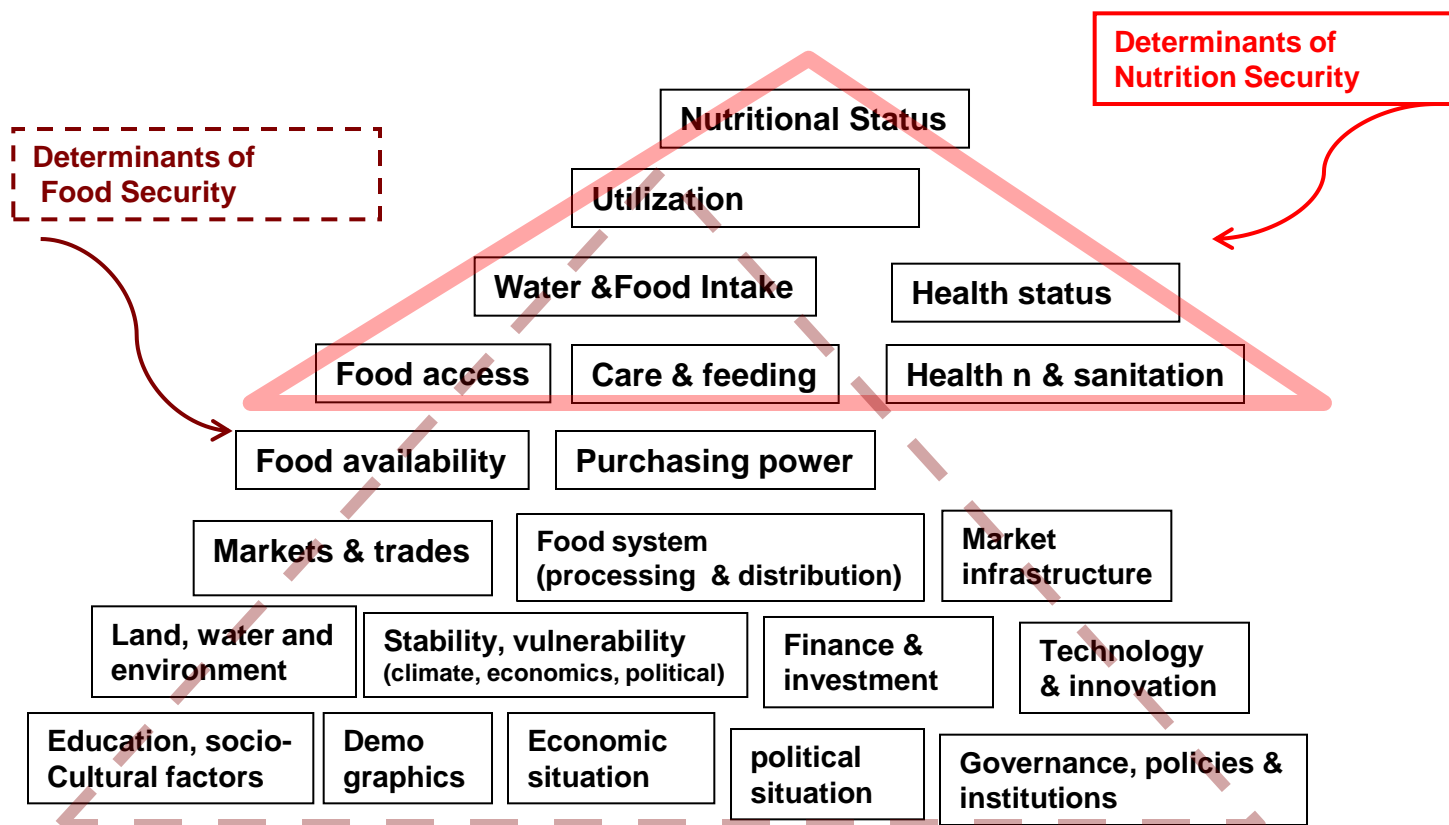 Determinants of
Nutrition Security
Nutritional Status
Determinants of
Food Security
Utilization
Water &Food Intake
Health status
Food access
Care & feeding
Health n & sanitation
Food availability
Purchasing power
Markets & trades
Food system
(processing & distribution)
Market
infrastructure
Land, water and
environment
Stability, vulnerability
(climate, economics, political)
Finance &
investment
Technology
& innovation
Education, socio-
Cultural factors
Demo
graphics
Economic
situation
political
situation
Governance, policies &
institutions